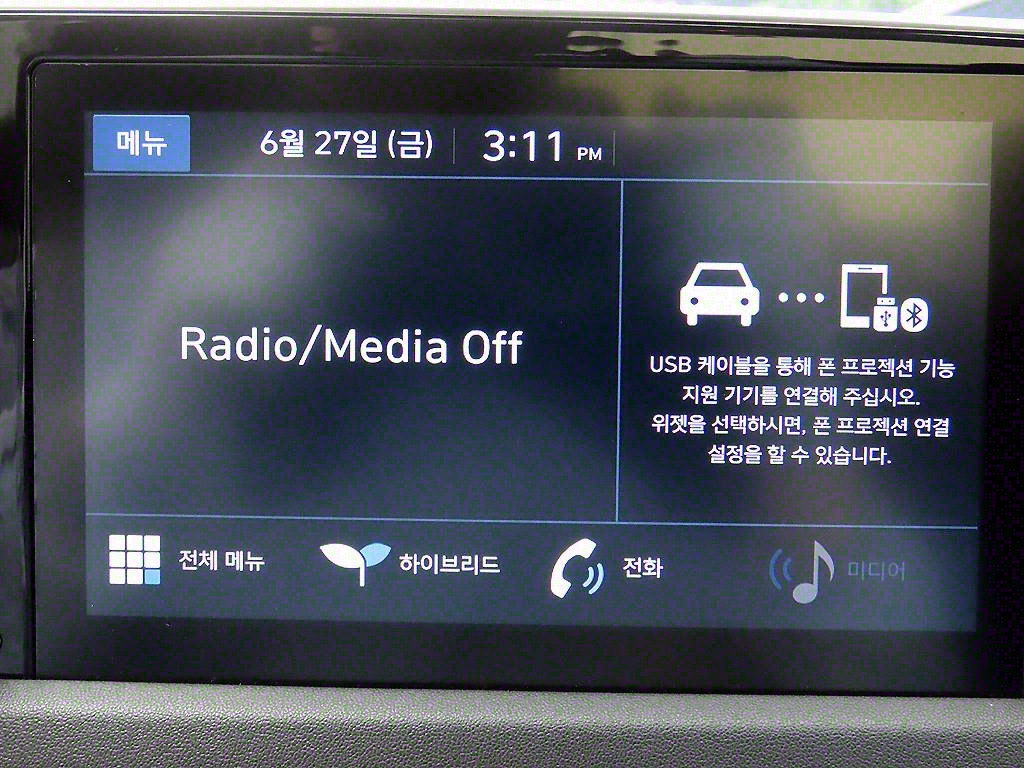 메뉴 6월 27일 (금) 3:11 PM
Radio/Media Off
USB 케이블을 통해 폰 프로젝션 기능
지원 기기를 연결해 주십시오.
위젯을 선택하시면, 폰 프로젝션 연결
설정을 할 수 있습니다.
전체 메뉴 하이브리드 전화 미디어